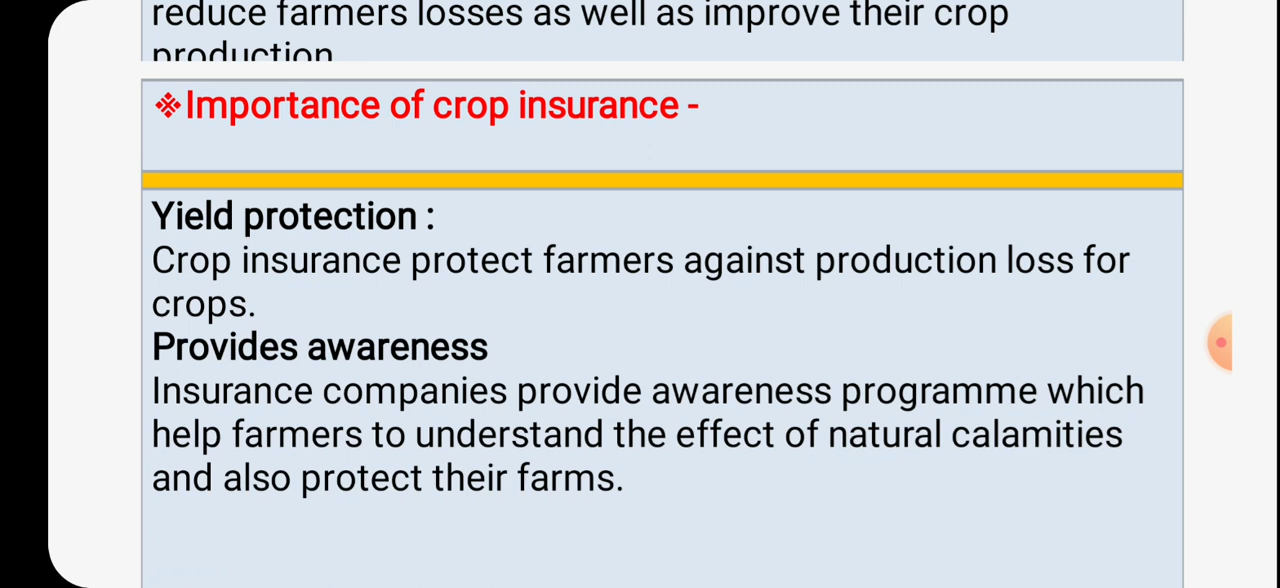 reduce farmers losses as well as improve their crop
production
❖Importance of crop insurance -
Yield protection :
Crop insurance protect farmers against production loss for
crops.
Provides awareness
Insurance companies provide awareness programme which
help farmers to understand the effect of natural calamities
and also protect their farms.